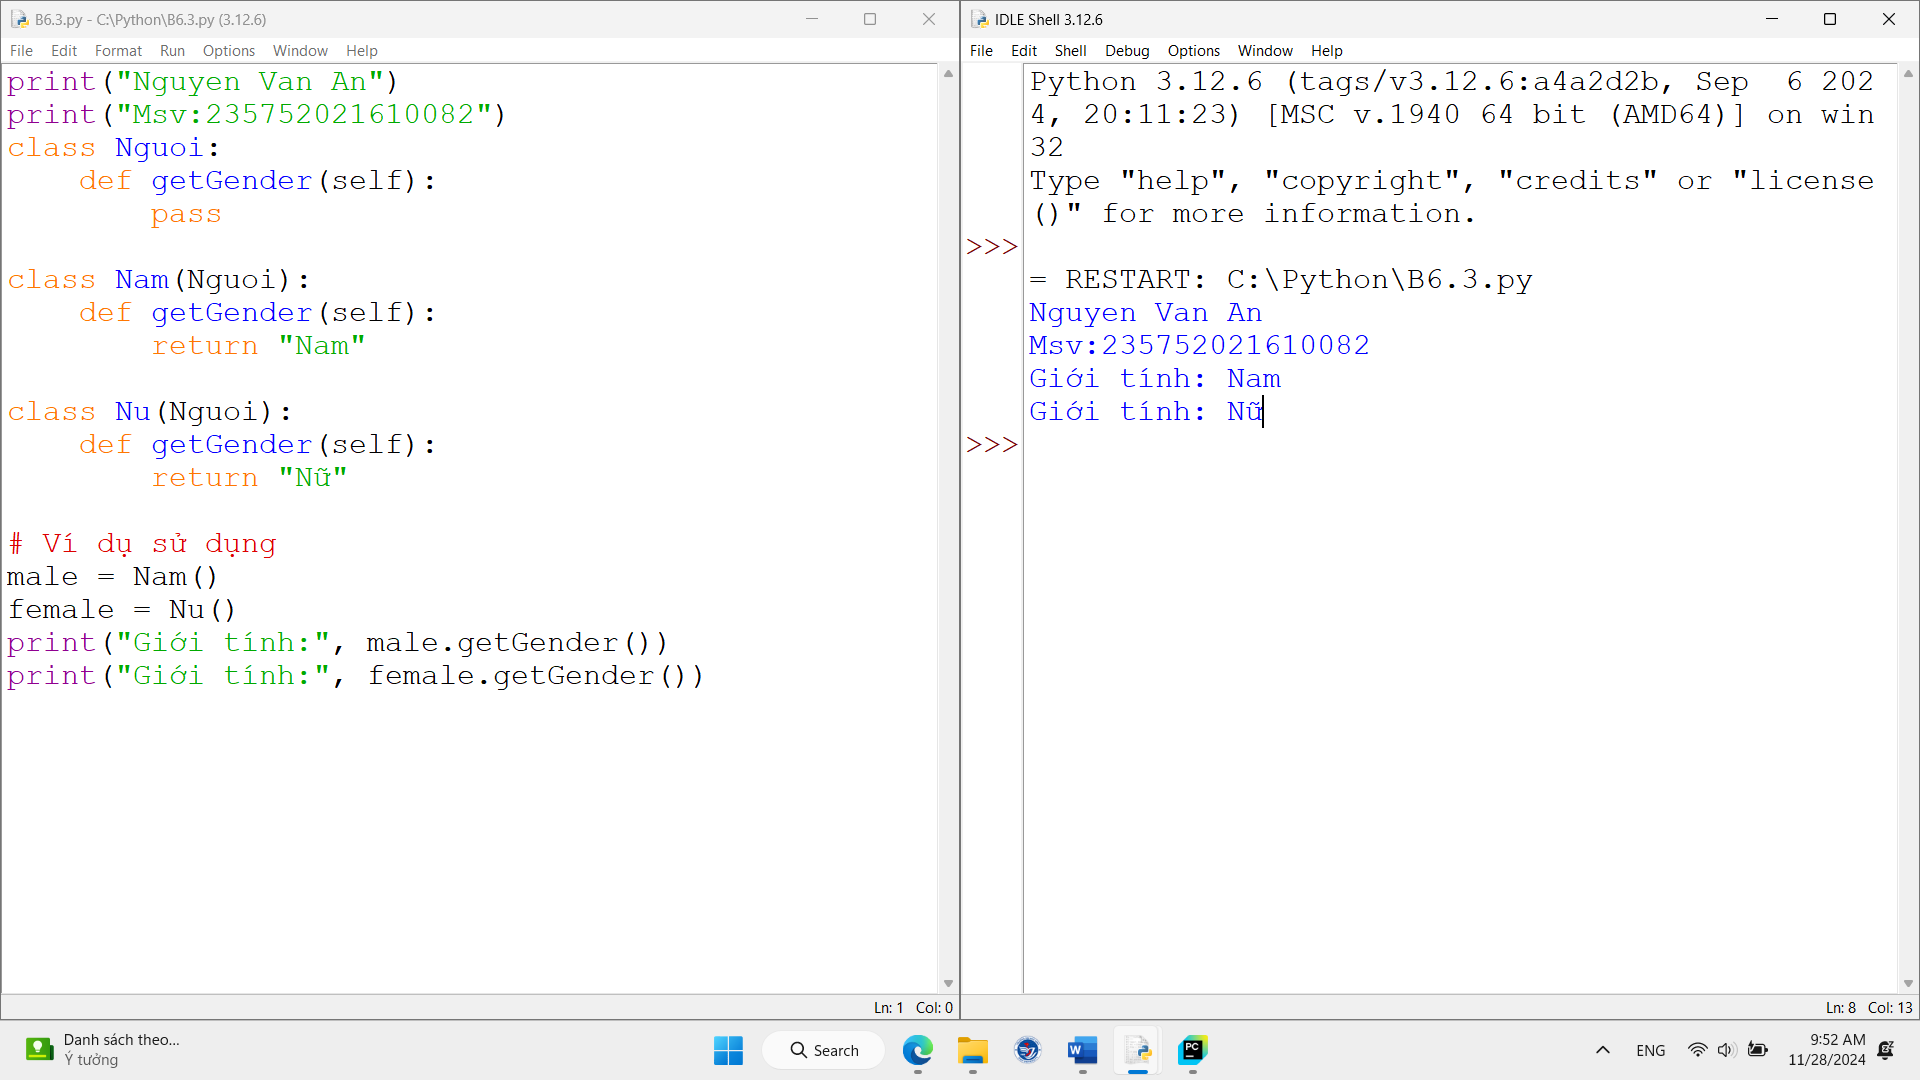 B6.3.py - C:\Python\B6.3.py (3.12.6)
File Edit Format Run Options Window Help
print("Nguyen Van An")
print("Msv:235752021610082")
class Nguoi:
    def getGender(self):
        pass
class Nam(Nguoi):
    def getGender(self):
        return "Nam"
class Nu(Nguoi):
    def getGender(self):
        return "Nữ"
# Ví dụ sử dụng
male = Nam()
female = Nu()
print("Giới tính:", male.getGender())
print("Giới tính:", female.getGender())
Ln: 1 Col: 0
IDLE Shell 3.12.6
File Edit Shell Debug Options Window Help
Python 3.12.6 (tags/v3.12.6:a4a2d2b, Sep  6 202
4, 20:11:23) [MSC v.1940 64 bit (AMD64)] on win
32
Type "help", "copyright", "credits" or "license
()" for more information.
>>>
= RESTART: C:\Python\B6.3.py
Nguyen Van An
Msv:235752021610082
Giới tính: Nam
Giới tính: Nữ
>>>
Ln: 8 Col: 13
Danh sách theo...
Ý tưởng
Search
W
PC
ENG
9:52 AM
11/28/2024